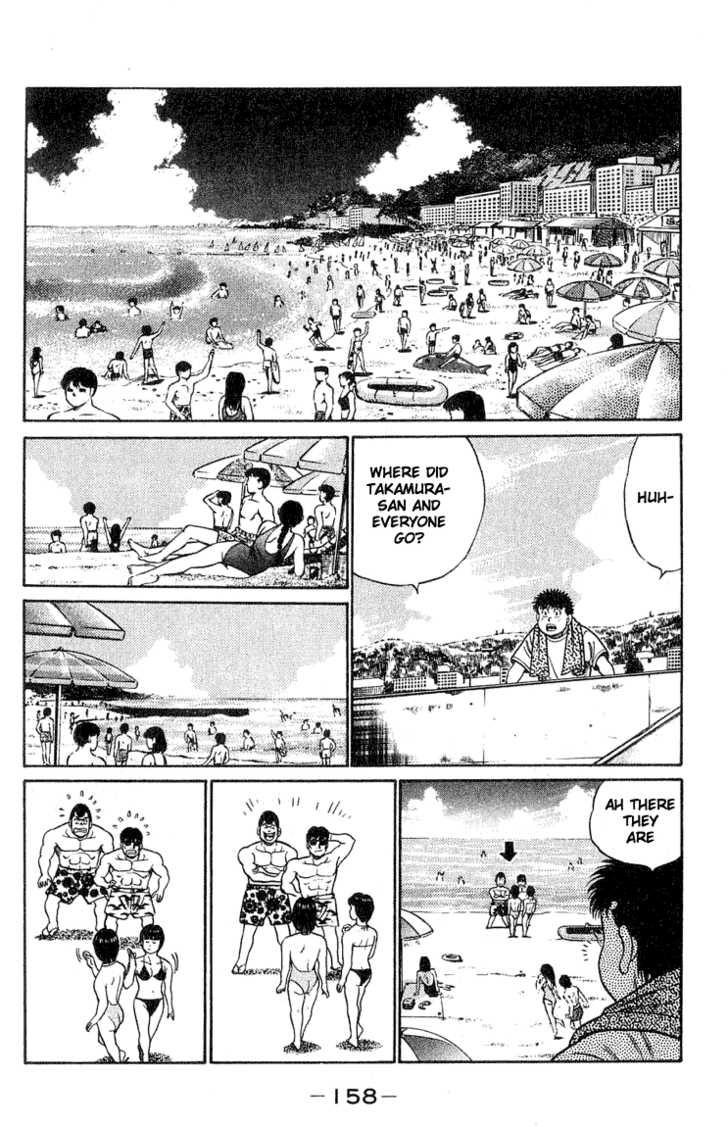 HUH-
WHERE DID
TAKAMURA-
SAN AND
EVERYONE
GO?
AH THERE
THEY
ARE
-158-